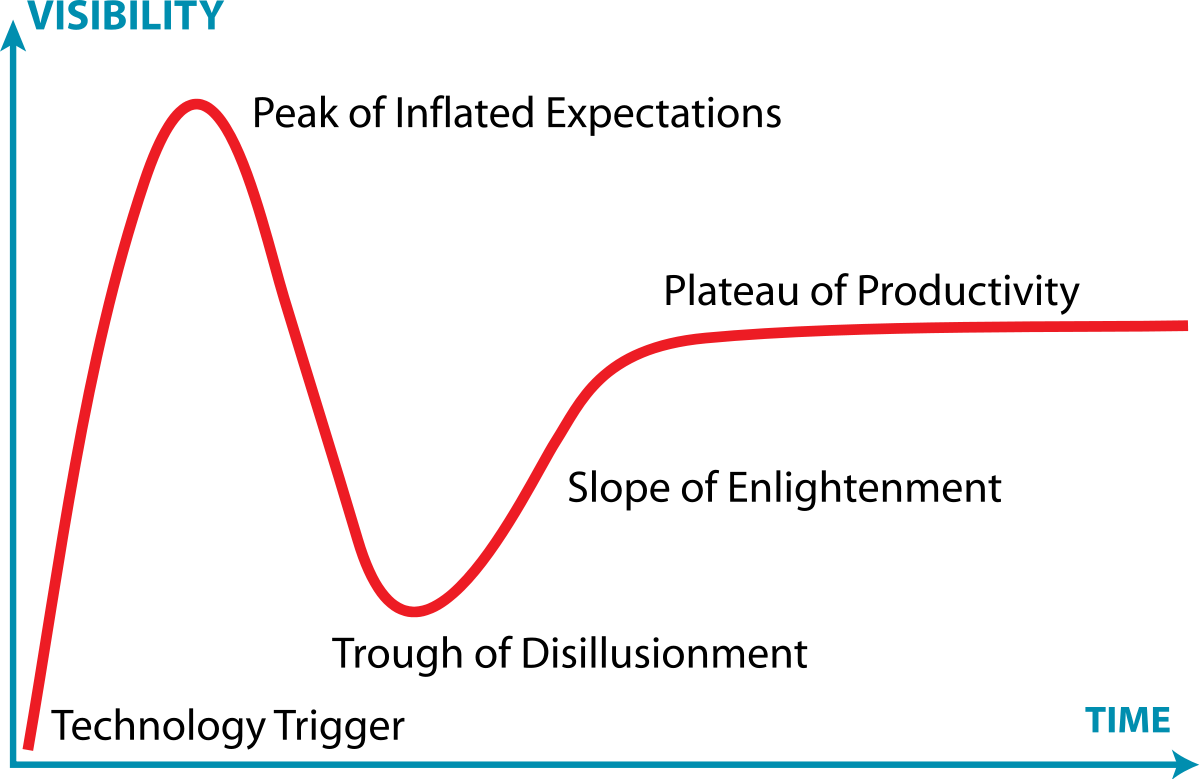 VISIBILITY
Peak of Inflated Expectations
Plateau of Productivity
Slope of Enlightenment
Trough of Disillusionment
Technology Trigger
TIME